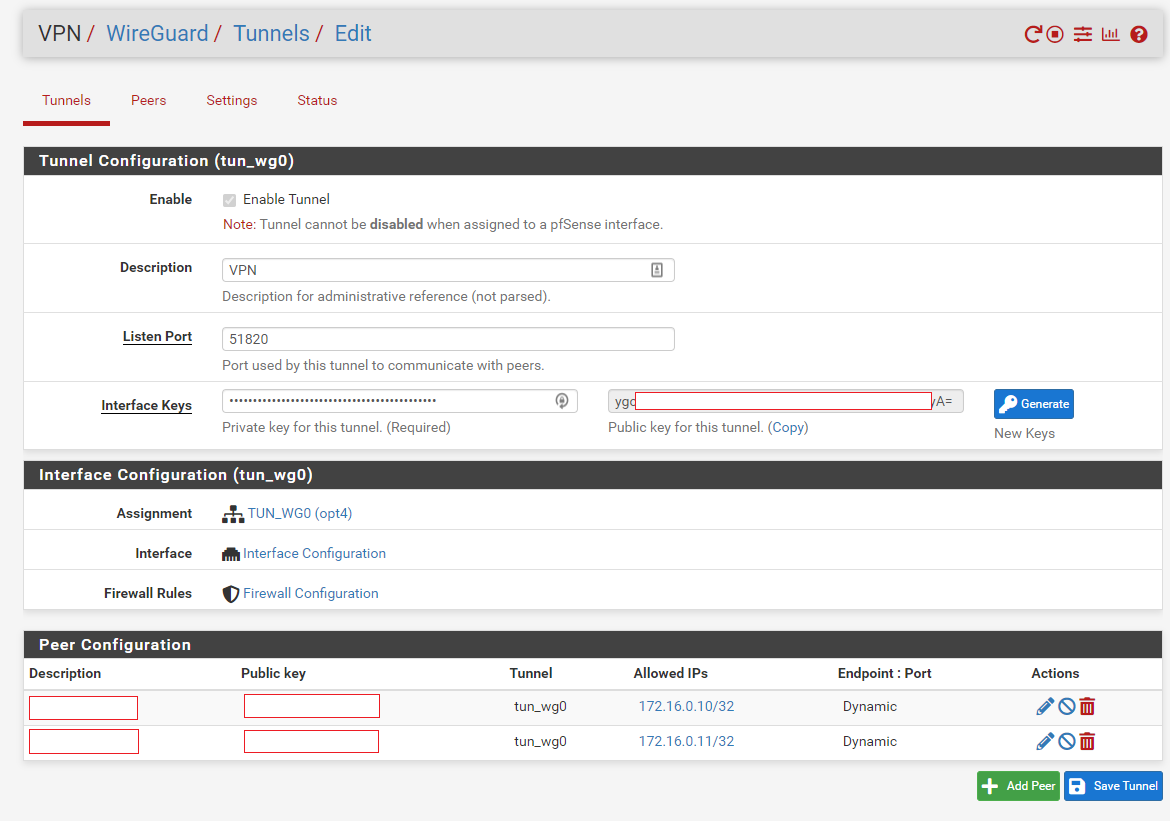 VPN / WireGuard / Tunnels / Edit
Tunnels Peers Settings Status
Tunnel Configuration (tun_wg0)
Enable Enable Tunnel
Note: Tunnel cannot be disabled when assigned to a pfSense interface.
Description VPN
Description for administrative reference (not parsed).
Listen Port 51820
Port used by this tunnel to communicate with peers.
Interface Keys ygc yA= Generate
Private key for this tunnel. (Required) Public key for this tunnel. (Copy) New Keys
Interface Configuration (tun_wg0)
Assignment TUN_WG0 (opt4)
Interface Interface Configuration
Firewall Rules Firewall Configuration
Peer Configuration
Description Public key Tunnel Allowed IPs Endpoint : Port Actions
tun_wg0 172.16.0.10/32 Dynamic
tun_wg0 172.16.0.11/32 Dynamic
Add Peer Save Tunnel